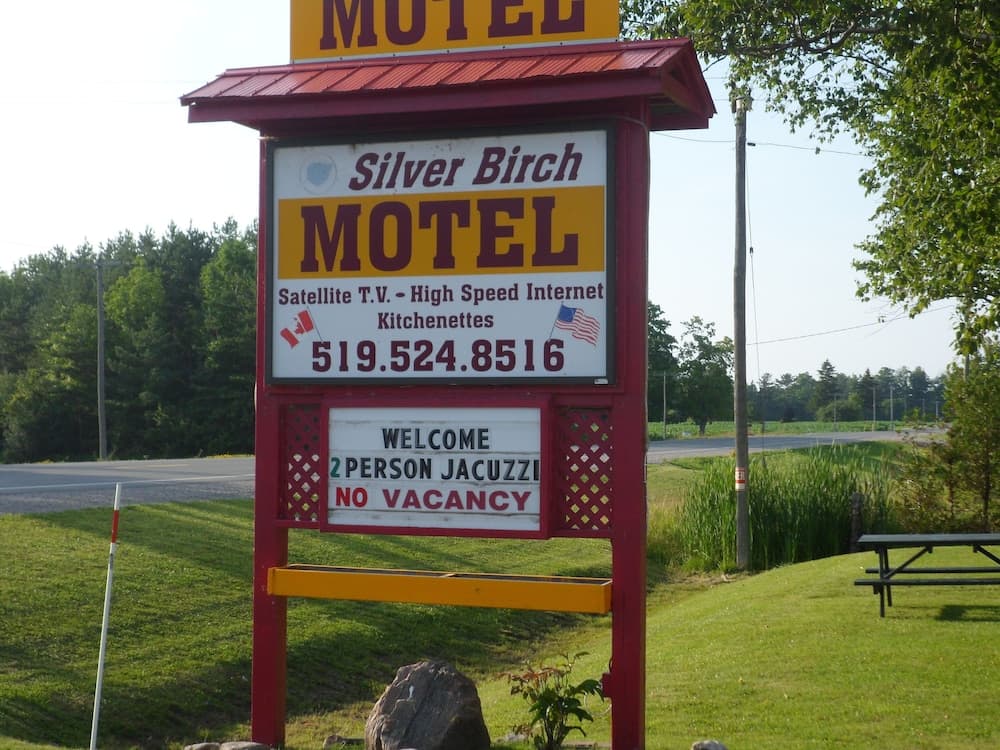 MOTEL
Silver Birch
MOTEL
Satellite T.V. - High Speed Internet
Kitchenettes
519.524.8516
WELCOME
2 PERSON JACUZZI
NO VACANCY